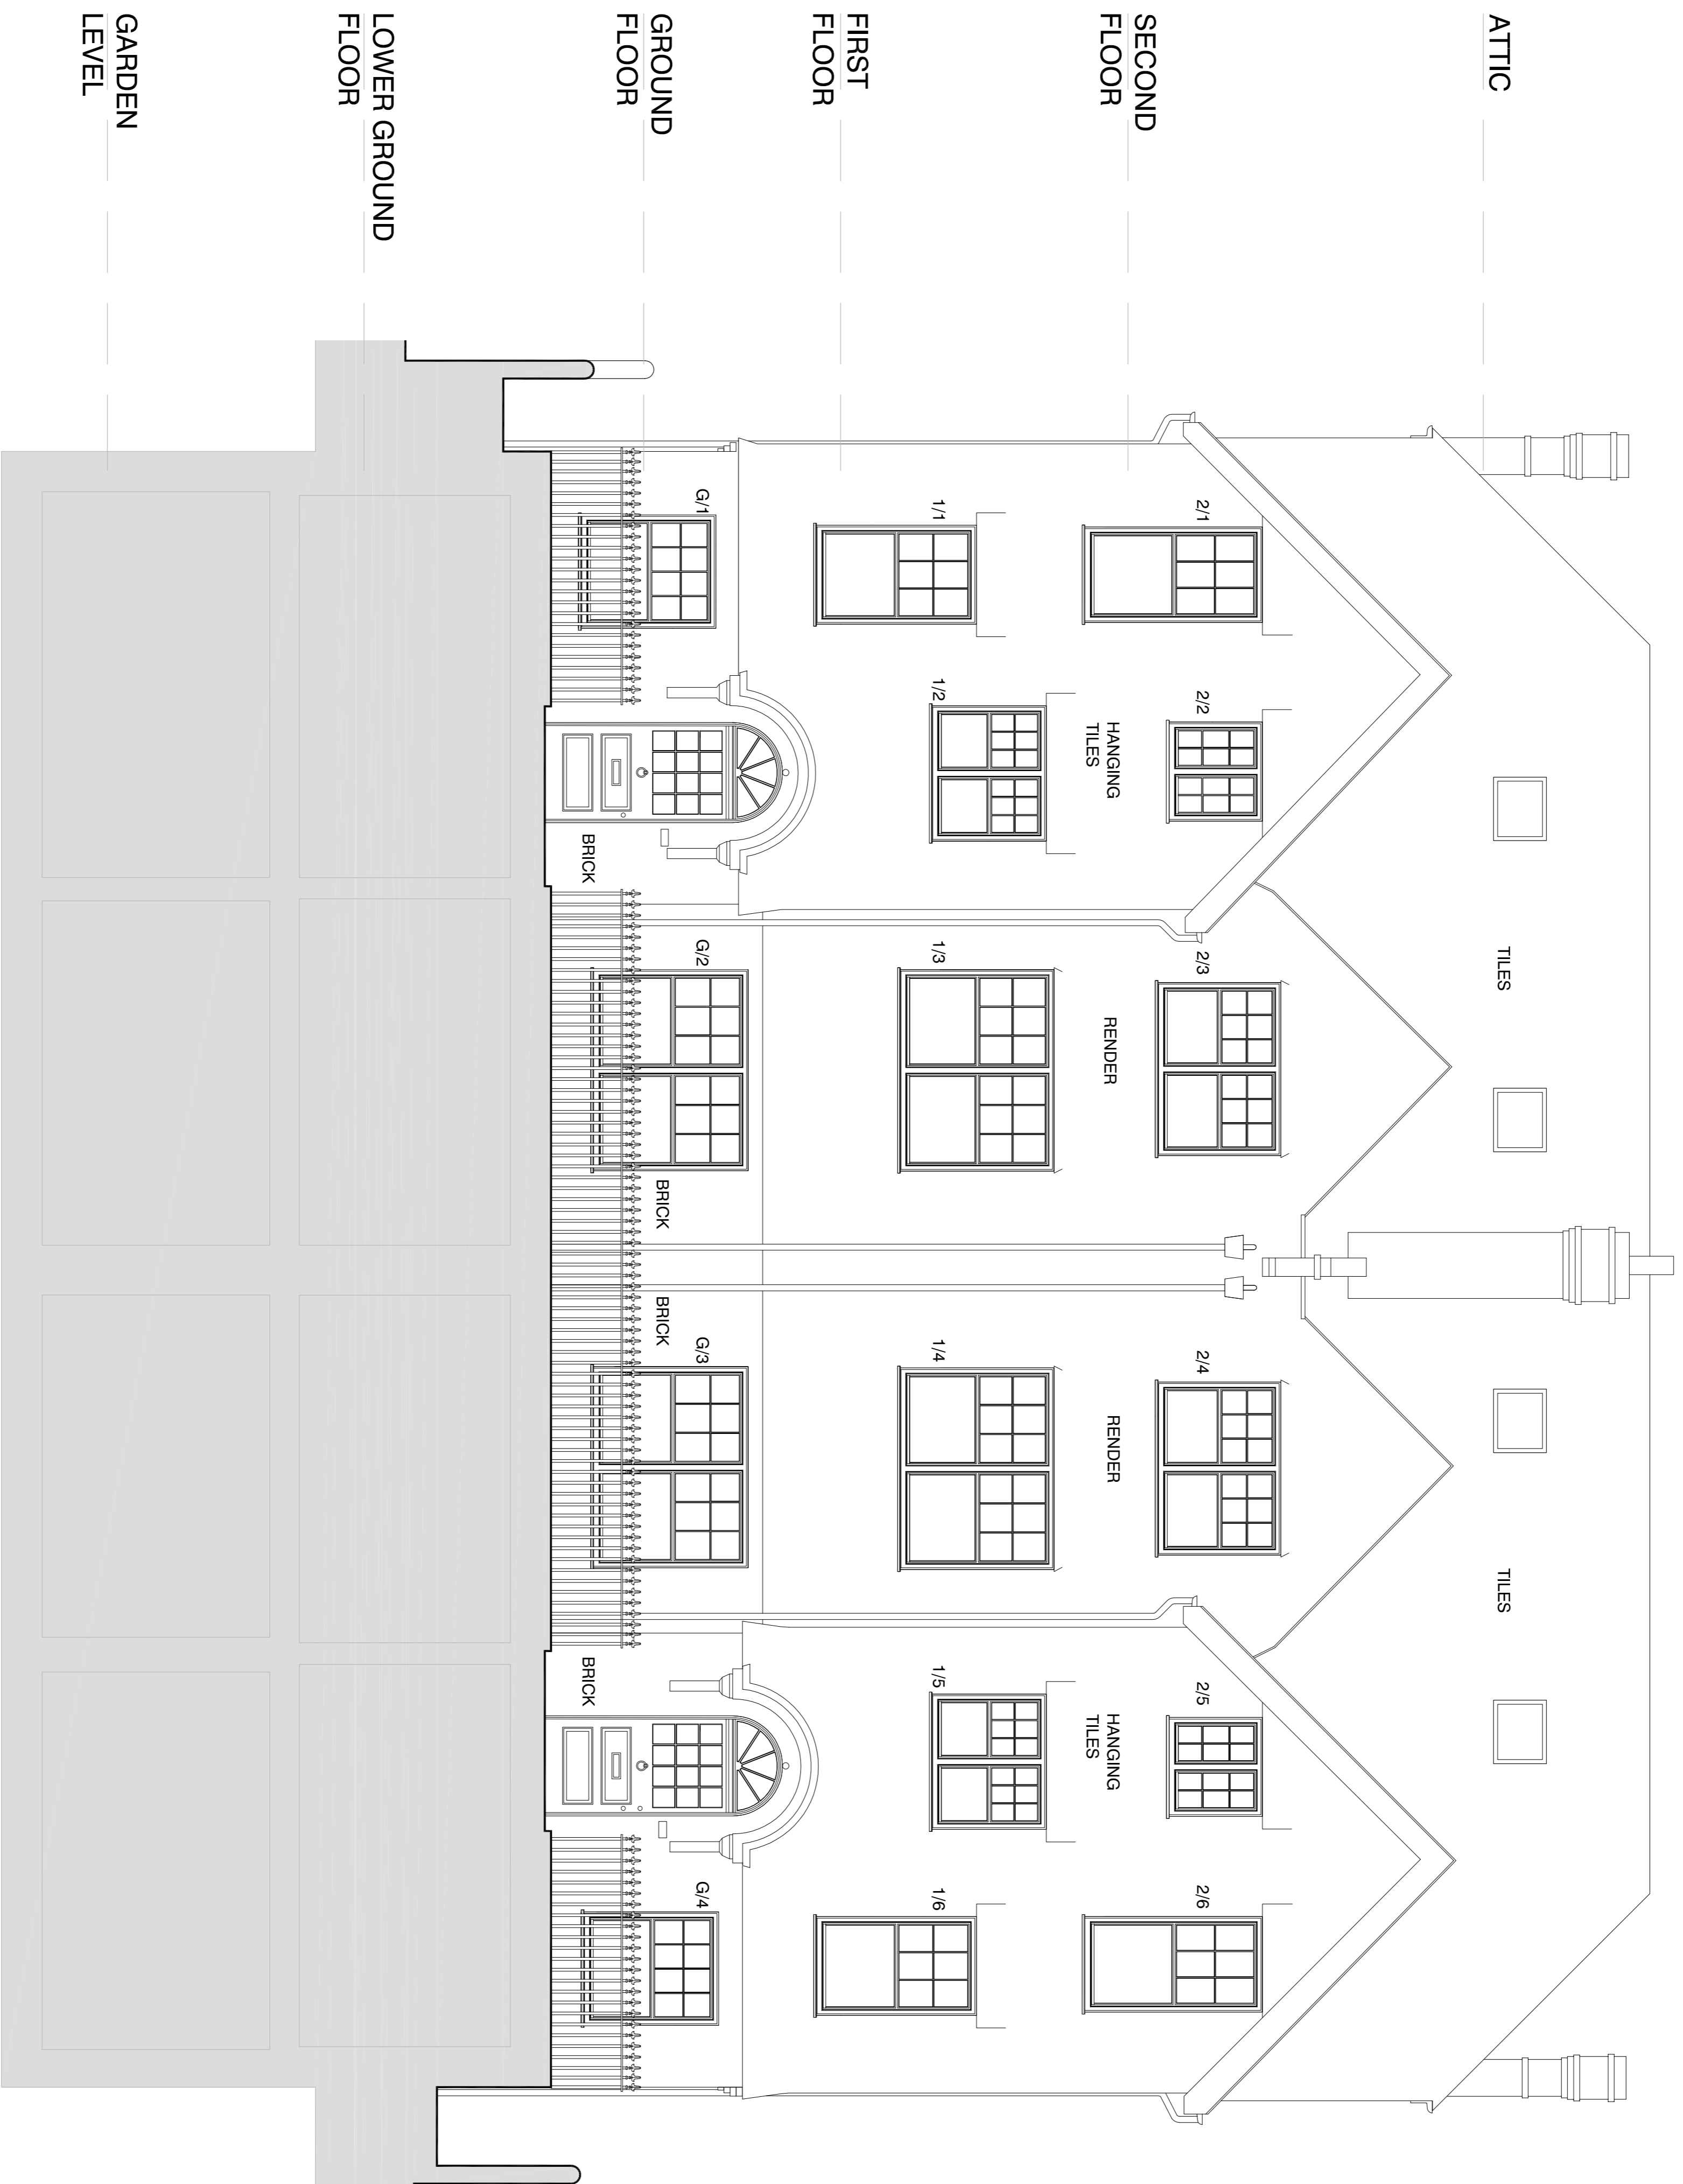 ATTIC
SECOND
FLOOR
FIRST
FLOOR
GROUND
FLOOR
LOWER GROUND
FLOOR
GARDEN
LEVEL
TILES
TILES
2/1
2/2
2/3
2/4
2/5
2/6
HANGING
TILES
RENDER
RENDER
HANGING
TILES
1/1
1/2
1/3
1/4
1/5
1/6
G/1
G/2
G/3
G/4
BRICK
BRICK
BRICK
BRICK